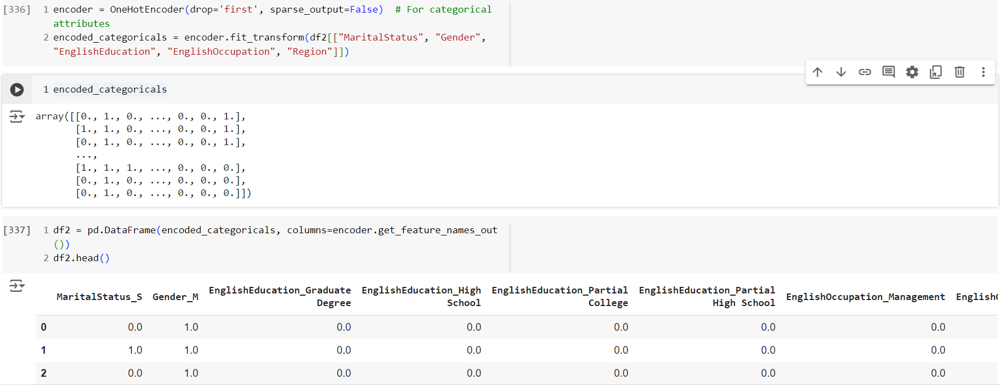 [336] 1 encoder = OneHotEncoder(drop='first', sparse_output=False)  # For categorical
attributes
2 encoded_categoricals = encoder.fit_transform(df2[["MaritalStatus", "Gender",
"EnglishEducation", "EnglishOccupation", "Region"]])
1 encoded_categoricals
array([[0., 1., 0., ..., 0., 0., 1.],
[1., 1., 0., ..., 0., 0., 1.],
[0., 1., 0., ..., 0., 0., 1.],
...,
[1., 1., 1., ..., 0., 0., 0.],
[0., 1., 0., ..., 0., 0., 0.],
[0., 1., 0., ..., 0., 0., 0.]])
[337] 1 df2 = pd.DataFrame(encoded_categoricals, columns=encoder.get_feature_names_out
())
2 df2.head()
MaritalStatus_S Gender_M EnglishEducation_Graduate Degree EnglishEducation_High School EnglishEducation_Partial College EnglishEducation_Partial High School EnglishOccupation_Management
0 0.0 1.0 0.0 0.0 0.0 0.0 0.0
1 1.0 1.0 0.0 0.0 0.0 0.0 0.0
2 0.0 1.0 0.0 0.0 0.0 0.0 0.0